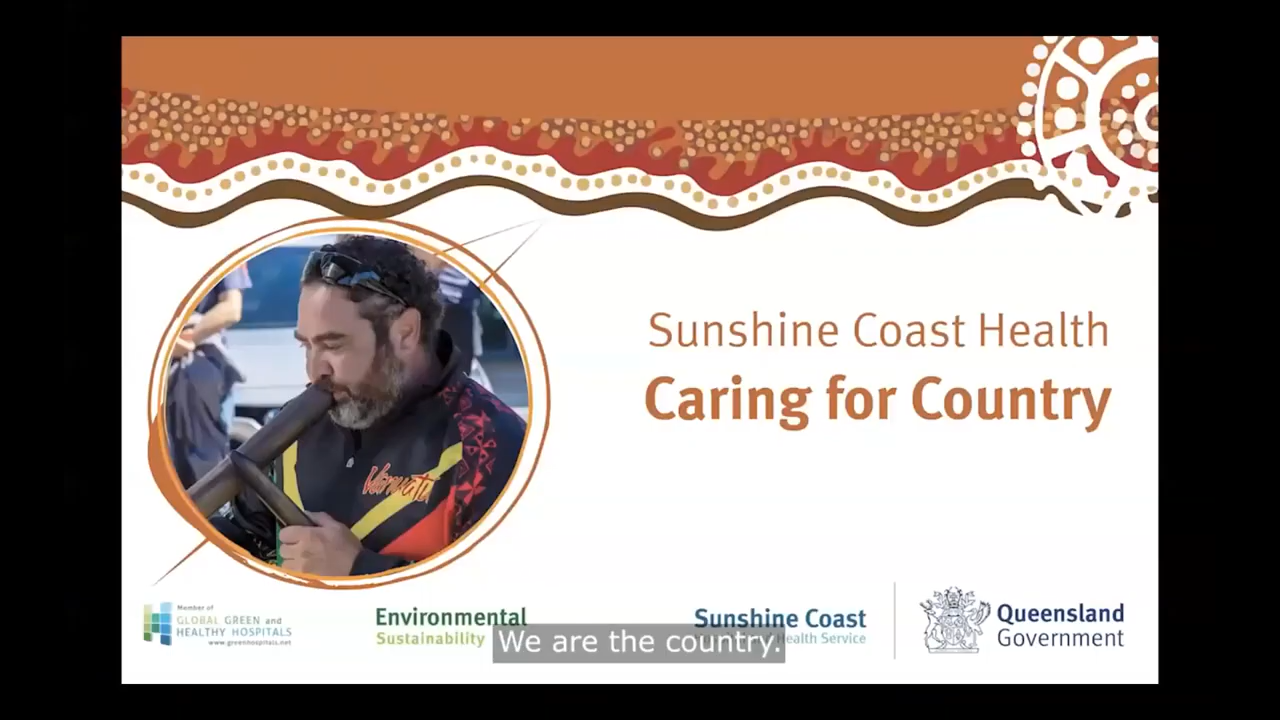 Sunshine Coast Health
Caring for Country
Vanuatu
Member of
GLOBAL GREEN and
HEALTHY HOSPITALS
www.greenhospitals.net
Environmental
Sustainability
Sunshine Coast
Health Service
Queensland
Government
We are the country.